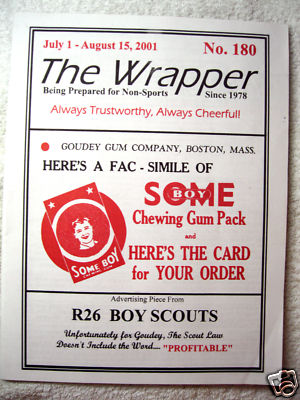 July 1 - August 15, 2001 No. 180
The Wrapper
Being Prepared for Non-Sports Since 1978
Always Trustworthy, Always Cheerful!
GOUDEY GUM COMPANY, BOSTON, MASS.
HERE'S A FAC - SIMILE OF
SOME
BOY
Chewing Gum Pack
and
HERE'S THE CARD
for YOUR ORDER
SOME BOY
Advertising Piece From
R26 BOY SCOUTS
Unfortunately for Goudey, The Scout Law
Doesn't Include the Word.... "PROFITABLE"